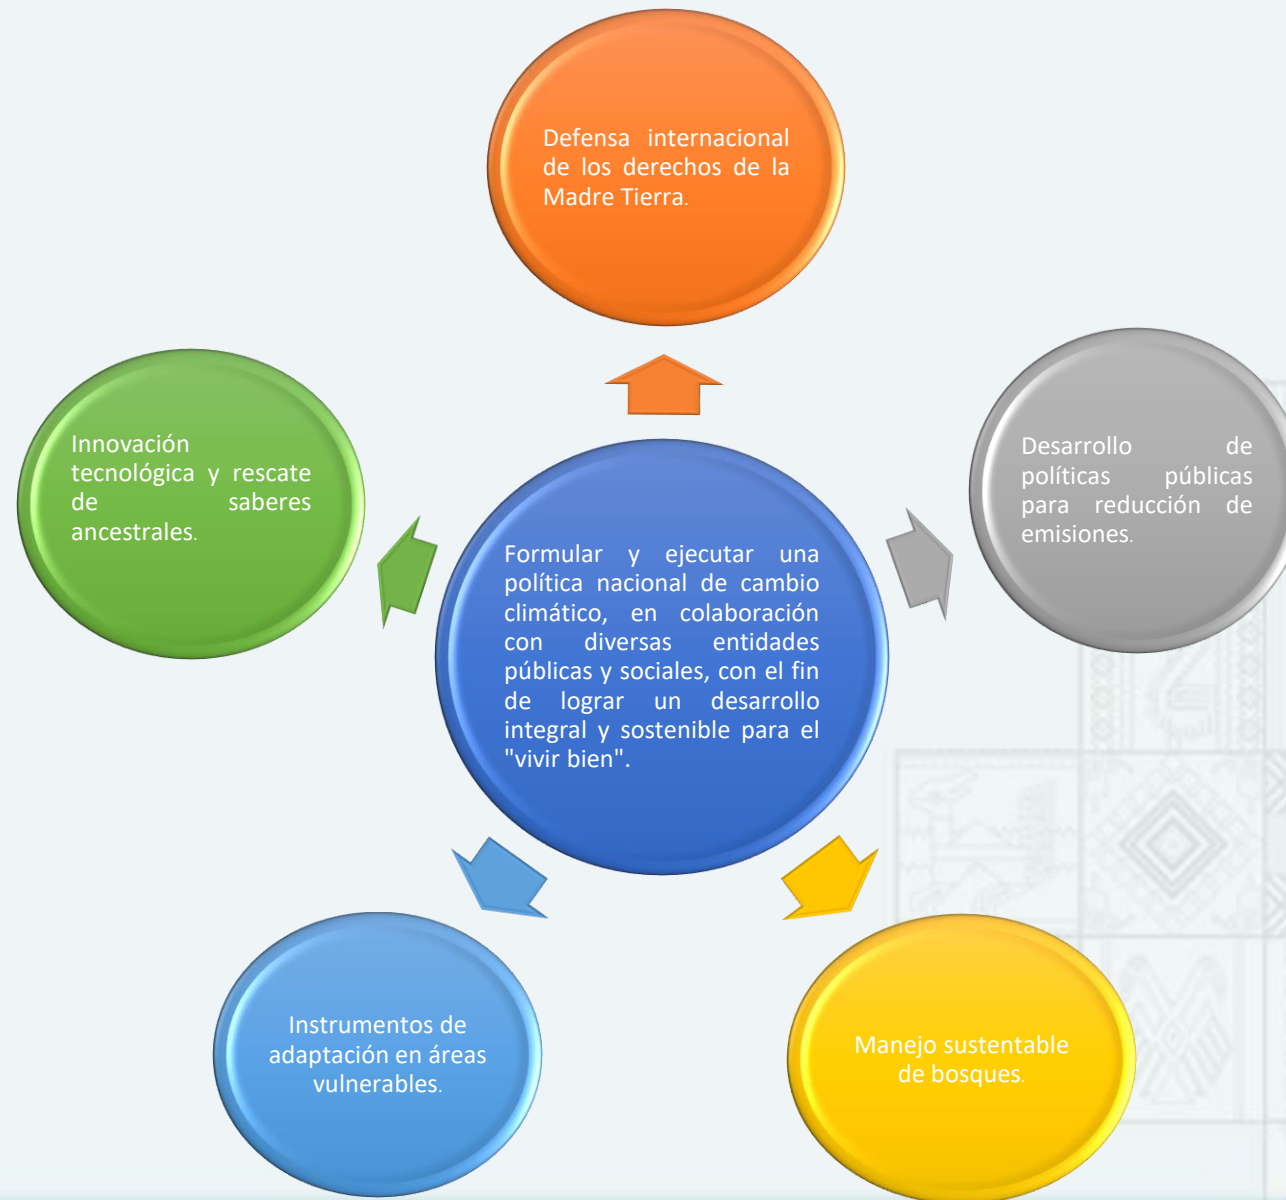 Defensa internacional
de los derechos de la
Madre Tierra.
Innovación
tecnológica y rescate
de saberes
ancestrales.
Desarrollo de
políticas públicas
para reducción de
emisiones.
Formular y ejecutar una
política nacional de cambio
climático, en colaboración
con diversas entidades
públicas y sociales, con el fin
de lograr un desarrollo
integral y sostenible para el
"vivir bien".
Instrumentos de
adaptación en áreas
vulnerables.
Manejo sustentable
de bosques.